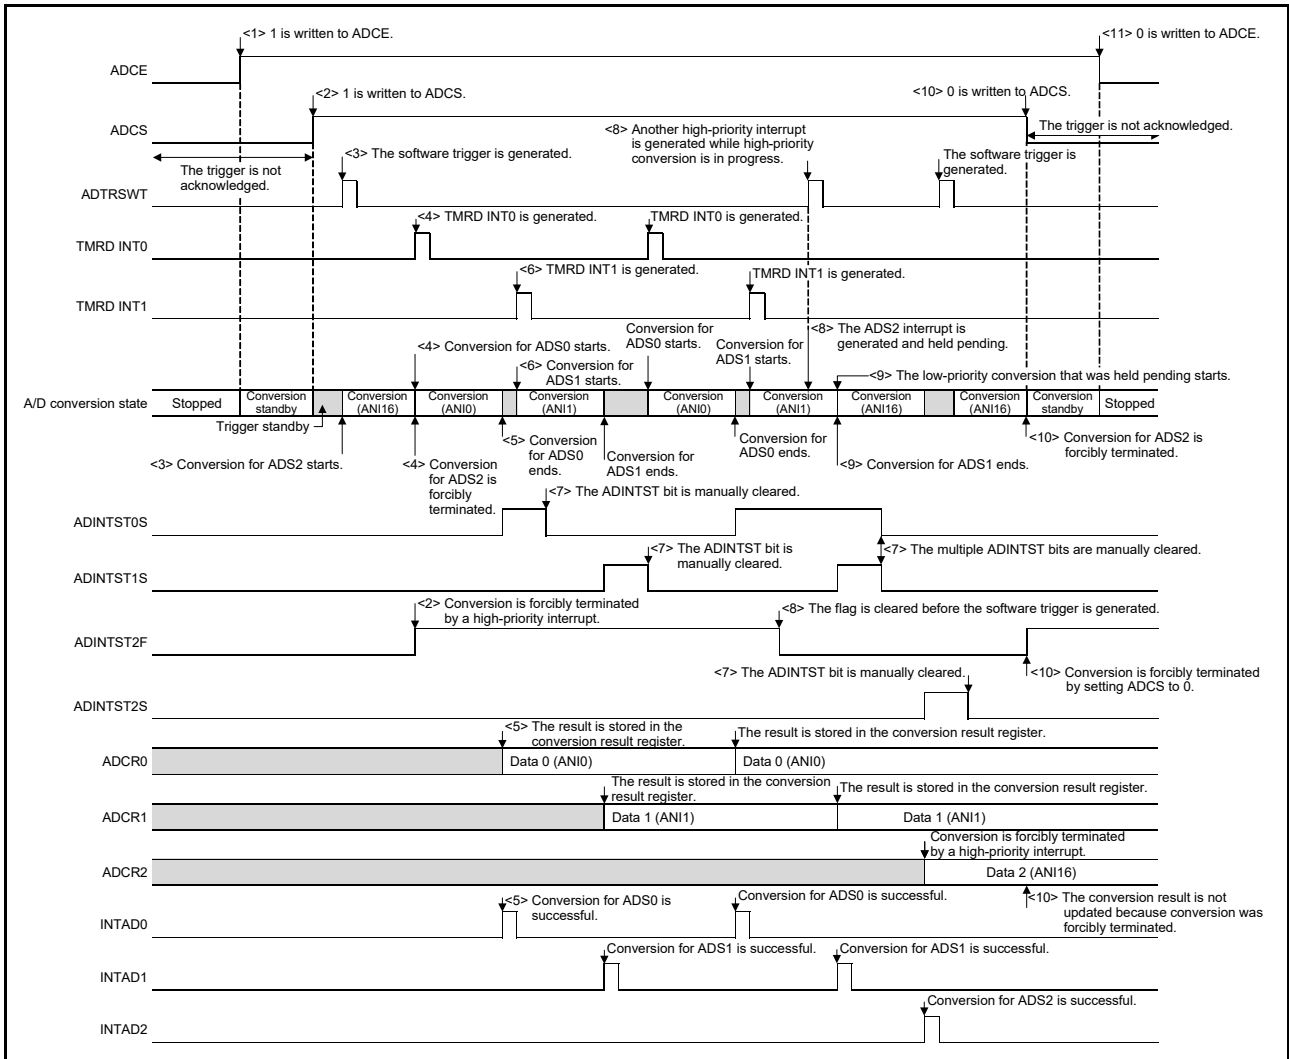 <1> 1 is written to ADCE.
<11> 0 is written to ADCE.
ADCE
<2> 1 is written to ADCS.
<10> 0 is written to ADCS.
ADCS
<8> Another high-priority interrupt
is generated while high-priority
conversion is in progress.
The trigger is not acknowledged.
The trigger is not
acknowledged.
<3> The software trigger is generated.
The software trigger is
generated.
ADTRSWT
<4> TMRD INT0 is generated.
TMRD INT0 is generated.
TMRD INT0
<6> TMRD INT1 is generated.
TMRD INT1 is generated.
TMRD INT1
<4> Conversion for ADS0 starts.
<6> Conversion for
ADS1 starts.
Conversion for
ADS0 starts.
Conversion for
ADS1 starts.
<8> The ADS2 interrupt is
generated and held pending.
<9> The low-priority conversion that was held pending starts.
A/D conversion state
Stopped
Conversion
standby
Conversion
(ANI16)
Conversion
(ANI0)
Conversion
(ANI1)
Conversion
(ANI0)
Conversion
(ANI1)
Conversion
(ANI16)
Conversion
(ANI16)
Conversion
standby
Stopped
Trigger standby
<3> Conversion for ADS2 starts.
<4> Conversion
for ADS2 is
forcibly
terminated.
<5> Conversion
for ADS0
ends.
Conversion for
ADS1 ends.
Conversion for
ADS0 ends.
<9> Conversion for ADS1 ends.
<10> Conversion for ADS2 is
forcibly terminated.
<7> The ADINTST bit is manually cleared.
ADINTST0S
<7> The ADINTST bit is
manually cleared.
<7> The multiple ADINTST bits are manually cleared.
ADINTST1S
<2> Conversion is forcibly terminated
by a high-priority interrupt.
<8> The flag is cleared before the software trigger is generated.
ADINTST2F
<7> The ADINTST bit is manually cleared.
<10> Conversion is forcibly terminated
by setting ADCS to 0.
ADINTST2S
<5> The result is stored in the
conversion result register.
The result is stored in the conversion result register.
ADCR0
Data 0 (ANI0)
Data 0 (ANI0)
The result is stored in the conversion
result register.
The result is stored in the conversion result register.
ADCR1
Data 1 (ANI1)
Data 1 (ANI1)
Conversion is forcibly terminated
by a high-priority interrupt.
ADCR2
Data 2 (ANI16)
<5> Conversion for ADS0 is
successful.
Conversion for ADS0 is successful.
<10> The conversion result is not
updated because conversion was
forcibly terminated.
INTAD0
Conversion for ADS1 is successful.
Conversion for ADS1 is successful.
INTAD1
Conversion for ADS2 is successful.
INTAD2